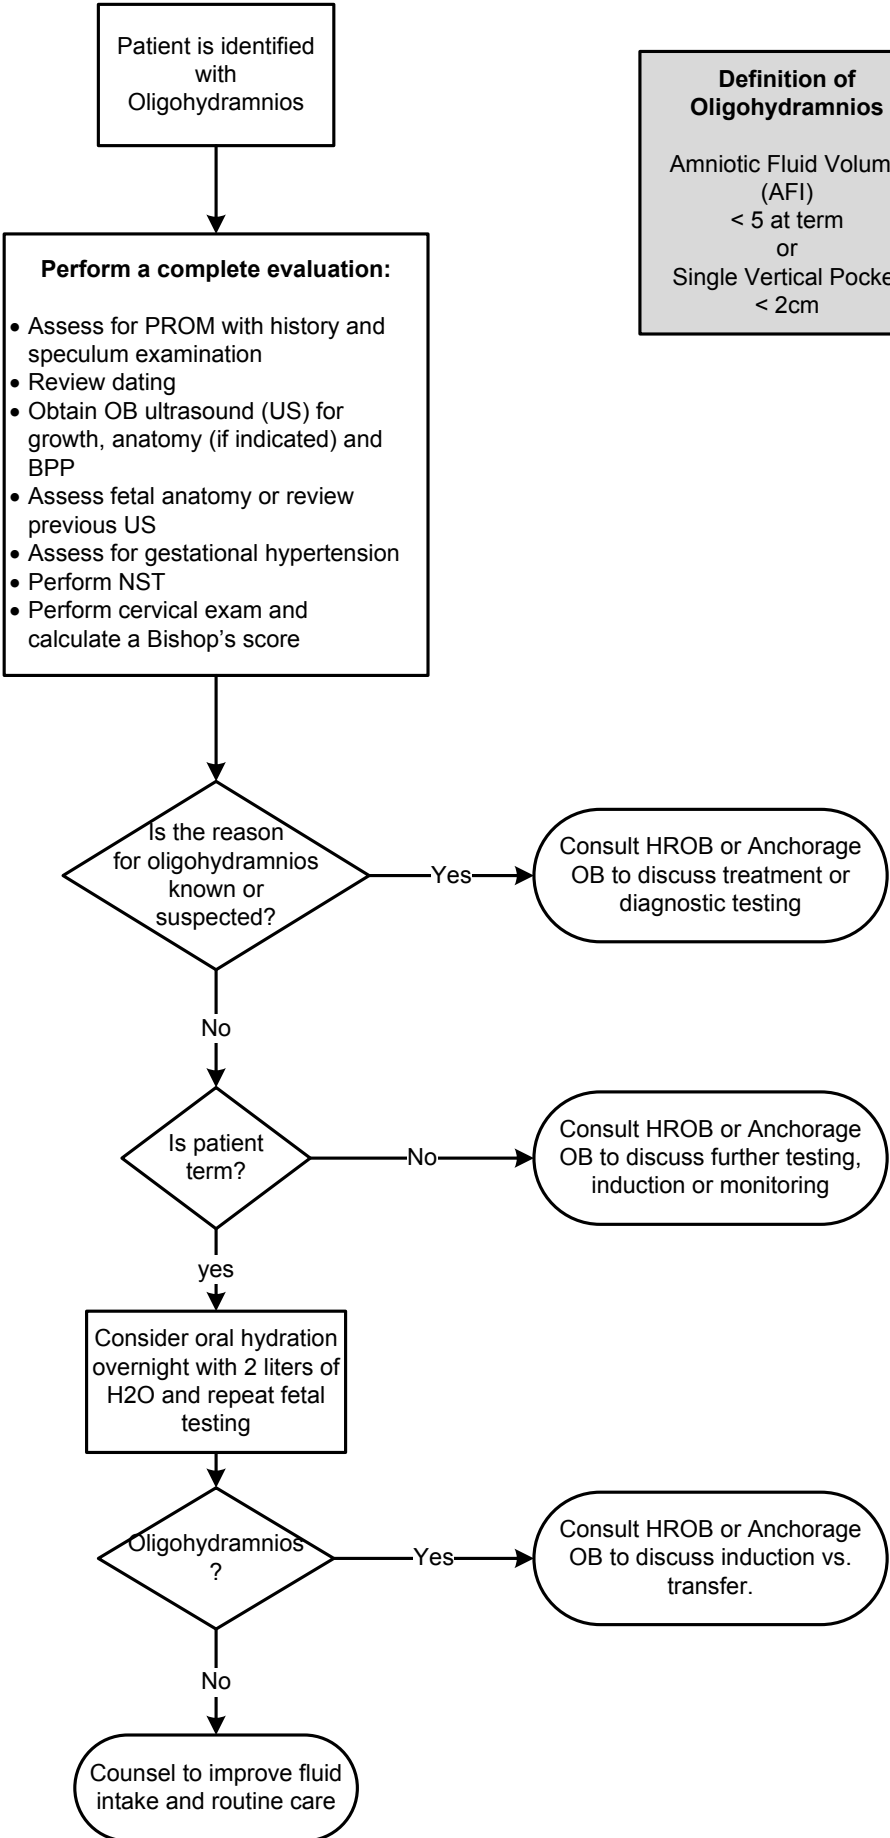 Patient is identified
with
Oligohydramnios
Definition of
Oligohydramnios
Amniotic Fluid Volum
(AFI)
< 5 at term
or
Single Vertical Pocke
< 2cm
Perform a complete evaluation:
• Assess for PROM with history and
speculum examination
• Review dating
• Obtain OB ultrasound (US) for
growth, anatomy (if indicated) and
BPP
• Assess fetal anatomy or review
previous US
• Assess for gestational hypertension
• Perform NST
• Perform cervical exam and
calculate a Bishop’s score
Is the reason
for oligohydramnios
known or
suspected?
Yes
Consult HROB or Anchorage
OB to discuss treatment or
diagnostic testing
No
Is patient
term?
No
Consult HROB or Anchorage
OB to discuss further testing,
induction or monitoring
yes
Consider oral hydration
overnight with 2 liters of
H2O and repeat fetal
testing
Oligohydramnios
?
Yes
Consult HROB or Anchorage
OB to discuss induction vs.
transfer.
No
Counsel to improve fluid
intake and routine care